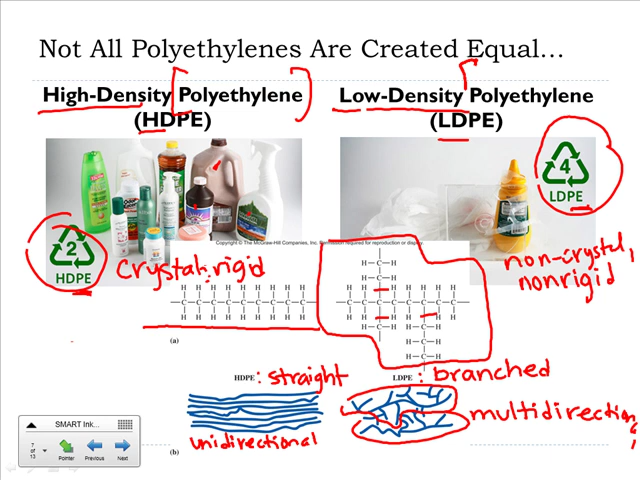 Not All Polyethylenes Are Created Equal...
High-Density Polyethylene
(HDPE)
Low-Density Polyethylene
(LDPE)
2
HDPE
4
LDPE
Copyright © The McGraw-Hill Companies, Inc. Permission required for reproduction or display.
Crystal: rigid
non-crystal,
nonrigid
H H H H H H H H
C C C C C C C C
H H H H H H H H
H C H
H C H
H H H H H H H
C C C C C C C C
H H H H H H
H C H
H C H
H C H
H C H
(a)
HDPE : straight
LDPE : branched
unidirectional
multidirectional
(b)
SMART Ink...
7
of
13
Pointer
Previous
Next